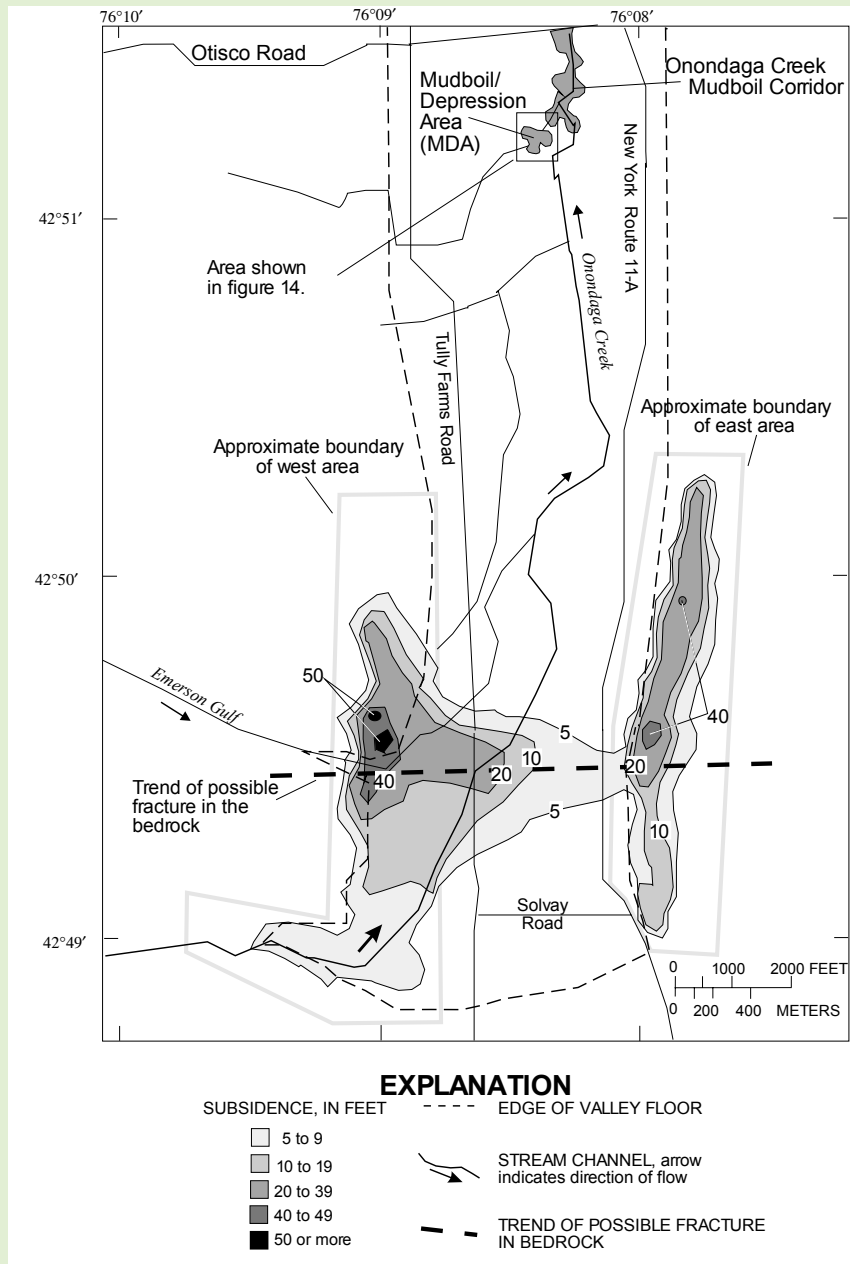 76°10′ 76°09′ 76°08′
Otisco Road
Mudboil/
Depression
Area
(MDA)
Onondaga Creek
Mudboil Corridor
New York Route 11-A
42°51′
Area shown
in figure 14.
Onondaga Creek
Tully Farms Road
Approximate boundary
of east area
Approximate boundary
of west area
42°50′
Emerson Gulf
50
5
40
10
20
40
20
Trend of possible
fracture in the
bedrock
5
10
Solvay
Road
42°49′
0 1000 2000 FEET
0 200 400 METERS
EXPLANATION
SUBSIDENCE, IN FEET
5 to 9
10 to 19
20 to 39
40 to 49
50 or more
EDGE OF VALLEY FLOOR
STREAM CHANNEL, arrow
indicates direction of flow
TREND OF POSSIBLE FRACTURE
IN BEDROCK